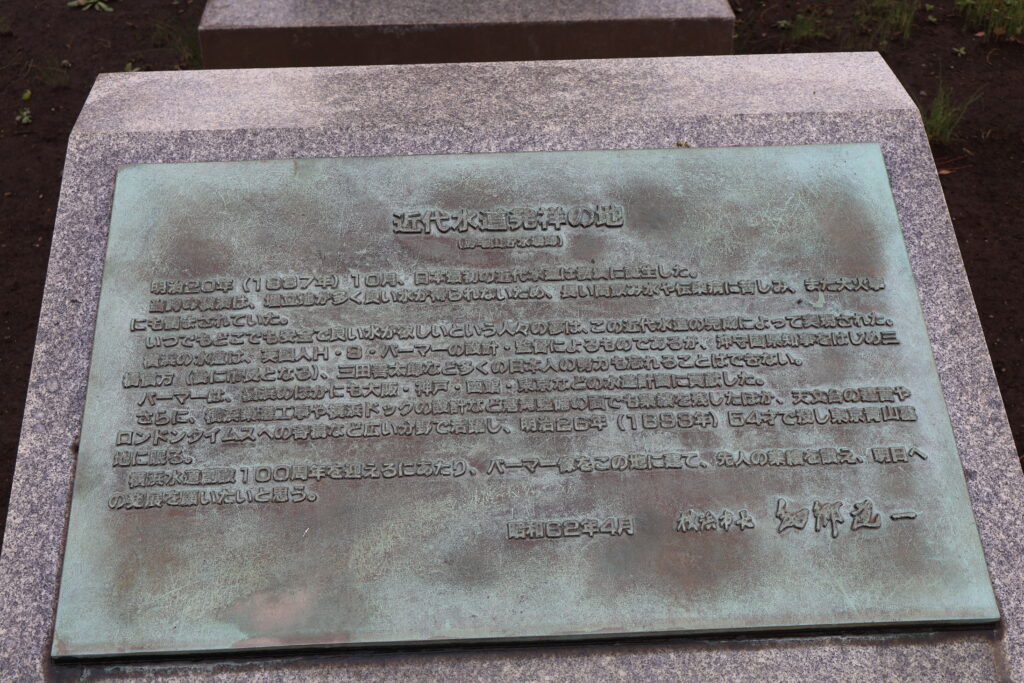 近代水道発祥の地
(野毛山貯水場跡)
明治20年(1887年)10月、日本最初の近代水道は横浜に誕生した。
当時の横浜は、埋立地が多く良い水が得られないため、長い間飲み水や伝染病に苦しみ、また大火事
にも悩まされていた。
いつでもどこでも安全で良い水が欲しいという人々の夢は、この近代水道の完成によって実現された。
横浜の水道は、英国人H・S・パーマーの設計・監督によるものであるが、沖守固県知事をはじめ三
橋信方(後に市長となる)、三田善太郎など多くの日本人の努力も忘れることはできない。
パーマーは、横浜のほかにも大阪・神戸・函館・東京などの水道計画に貢献した。
さらに、横浜築港工事や横浜ドックの設計など港湾整備の面でも業績を残したほか、天文台の建設や
ロンドンタイムスへの寄稿など広い分野で活躍し、明治26年(1893年)54才で没し東京青山墓
地に眠る。
横浜水道創設100周年を迎えるにあたり、パーマー像をこの地に建て、先人の業績を讃え、明日へ
の発展を願いたいと思う。
昭和62年4月 横浜市長 細郷道一